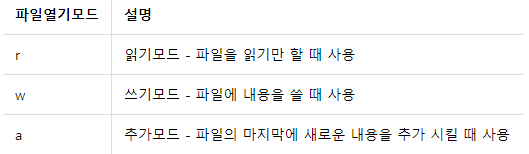 파일열기모드 설명
r 읽기모드 - 파일을 읽기만 할 때 사용
w 쓰기모드 - 파일에 내용을 쓸 때 사용
a 추가모드 - 파일의 마지막에 새로운 내용을 추가 시킬 때 사용